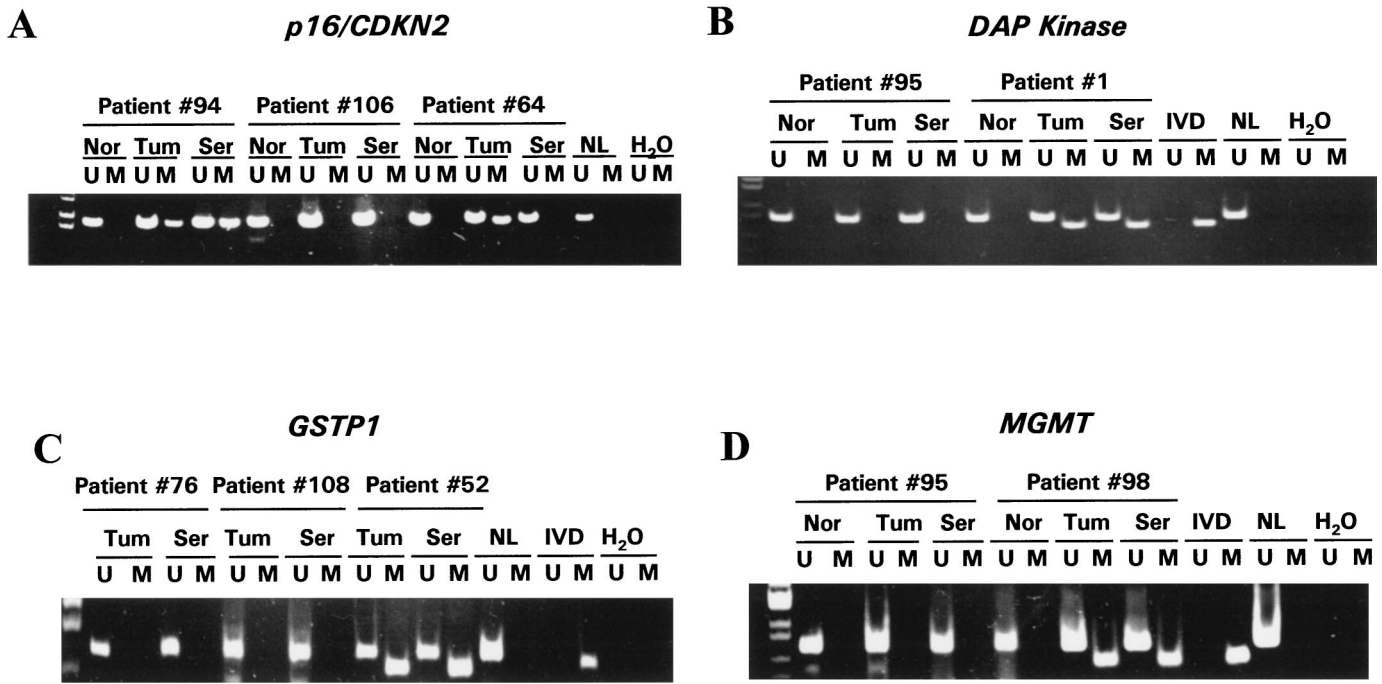 A
p16/CDKN2
Patient #94 Patient #106 Patient #64
Nor Tum Ser Nor Tum Ser Nor Tum Ser NL H₂O
U M U M U M U M U M U M U M U M U M U M U M
B
DAP Kinase
Patient #95 Patient #1
Nor Tum Ser Nor Tum Ser IVD NL H₂O
U M U M U M U M U M U M U M U M U M
C
GSTP1
Patient #76 Patient #108 Patient #52
Tum Ser Tum Ser Tum Ser NL IVD H₂O
U M U M U M U M U M U M U M U M U M
D
MGMT
Patient #95 Patient #98
Nor Tum Ser Nor Tum Ser IVD NL H₂O
U M U M U M U M U M U M U M U M U M